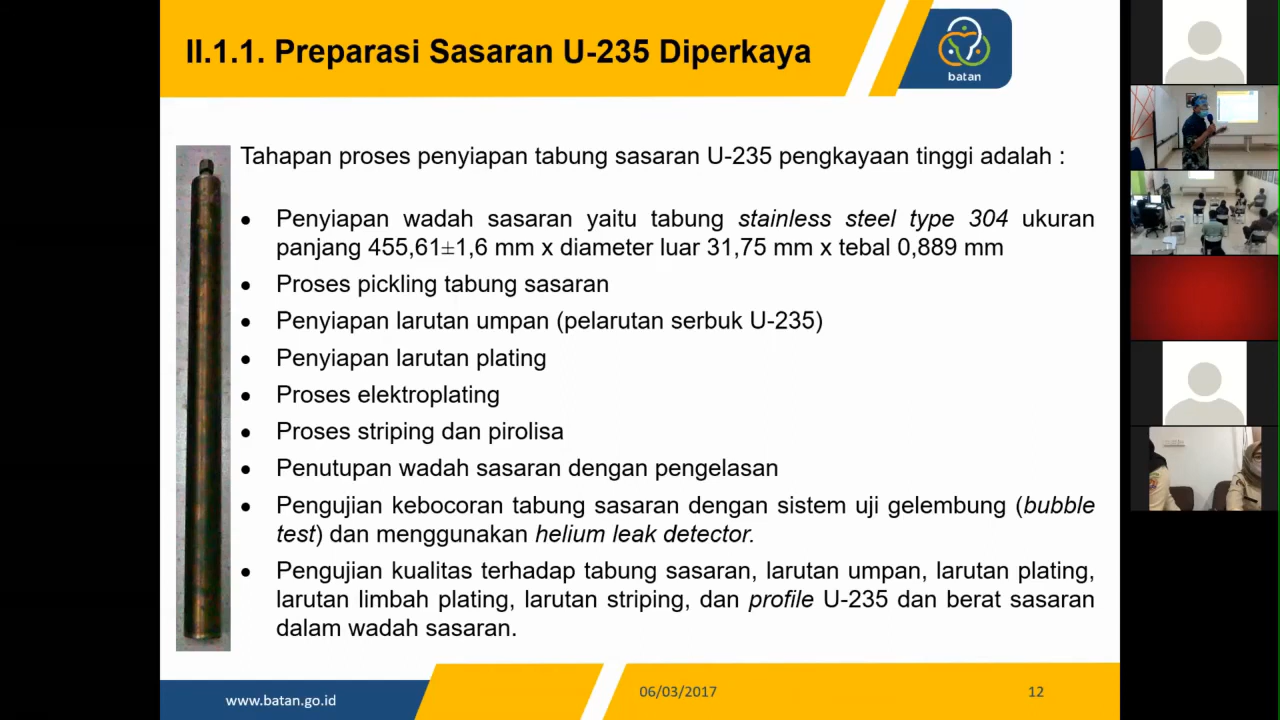 II.1.1. Preparasi Sasaran U-235 Diperkaya
batan
Tahapan proses penyiapan tabung sasaran U-235 pengkayaan tinggi adalah :
• Penyiapan wadah sasaran yaitu tabung stainless steel type 304 ukuran
panjang 455,61±1,6 mm x diameter luar 31,75 mm x tebal 0,889 mm
• Proses pickling tabung sasaran
• Penyiapan larutan umpan (pelarutan serbuk U-235)
• Penyiapan larutan plating
• Proses elektroplating
• Proses striping dan pirolisa
• Penutupan wadah sasaran dengan pengelasan
• Pengujian kebocoran tabung sasaran dengan sistem uji gelembung (bubble
test) dan menggunakan helium leak detector.
• Pengujian kualitas terhadap tabung sasaran, larutan umpan, larutan plating,
larutan limbah plating, larutan striping, dan profile U-235 dan berat sasaran
dalam wadah sasaran.
www.batan.go.id
06/03/2017
12